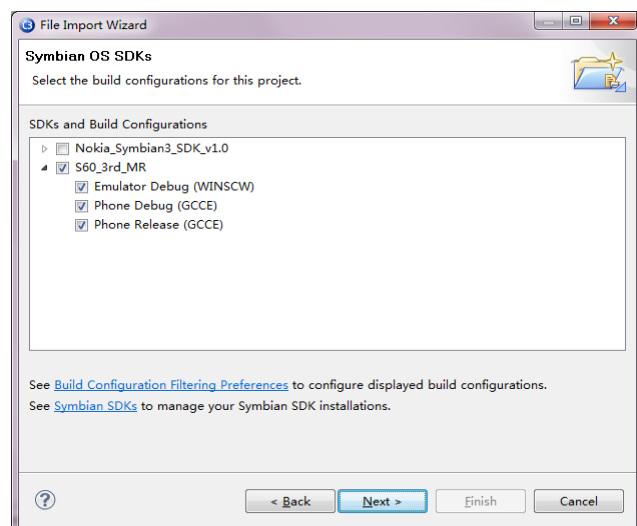 File Import Wizard
Symbian OS SDKs
Select the build configurations for this project.
SDKs and Build Configurations
Nokia_Symbian3_SDK_v1.0
S60_3rd_MR
Emulator Debug (WINSCW)
Phone Debug (GCCE)
Phone Release (GCCE)
See Build Configuration Filtering Preferences to configure displayed build configurations.
See Symbian SDKs to manage your Symbian SDK installations.
? < Back Next > Finish Cancel